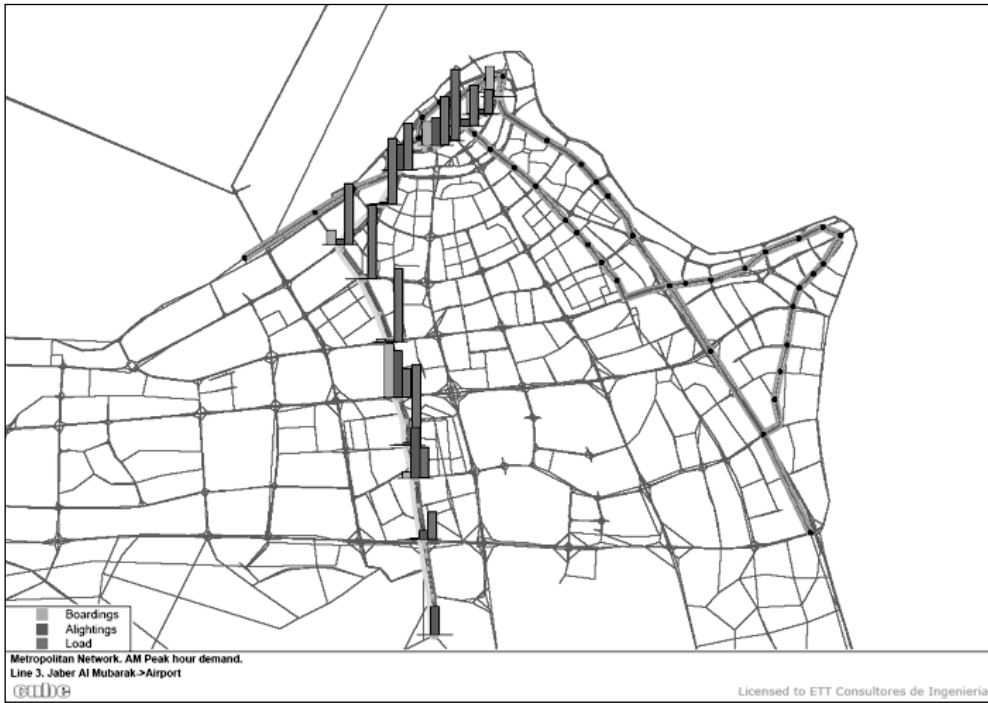 Boardings
Alightings
Load
Metropolitan Network. AM Peak hour demand.
Line 3. Jaber Al Mubarak->Airport
cube
Licensed to ETT Consultores de Ingenieria